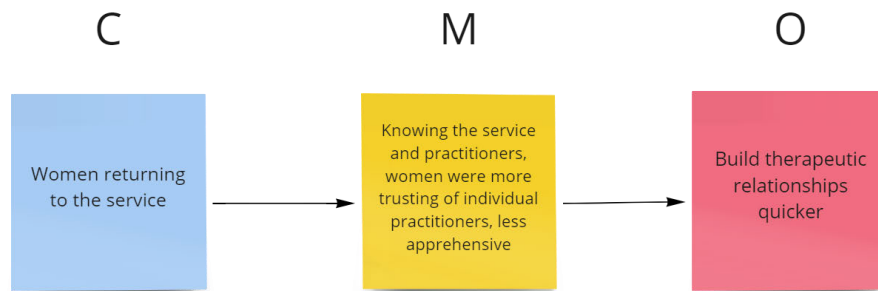 C
M
O
Women returning
to the service
Knowing the service
and practitioners,
women were more
trusting of individual
practitioners, less
apprehensive
Build therapeutic
relationships
quicker